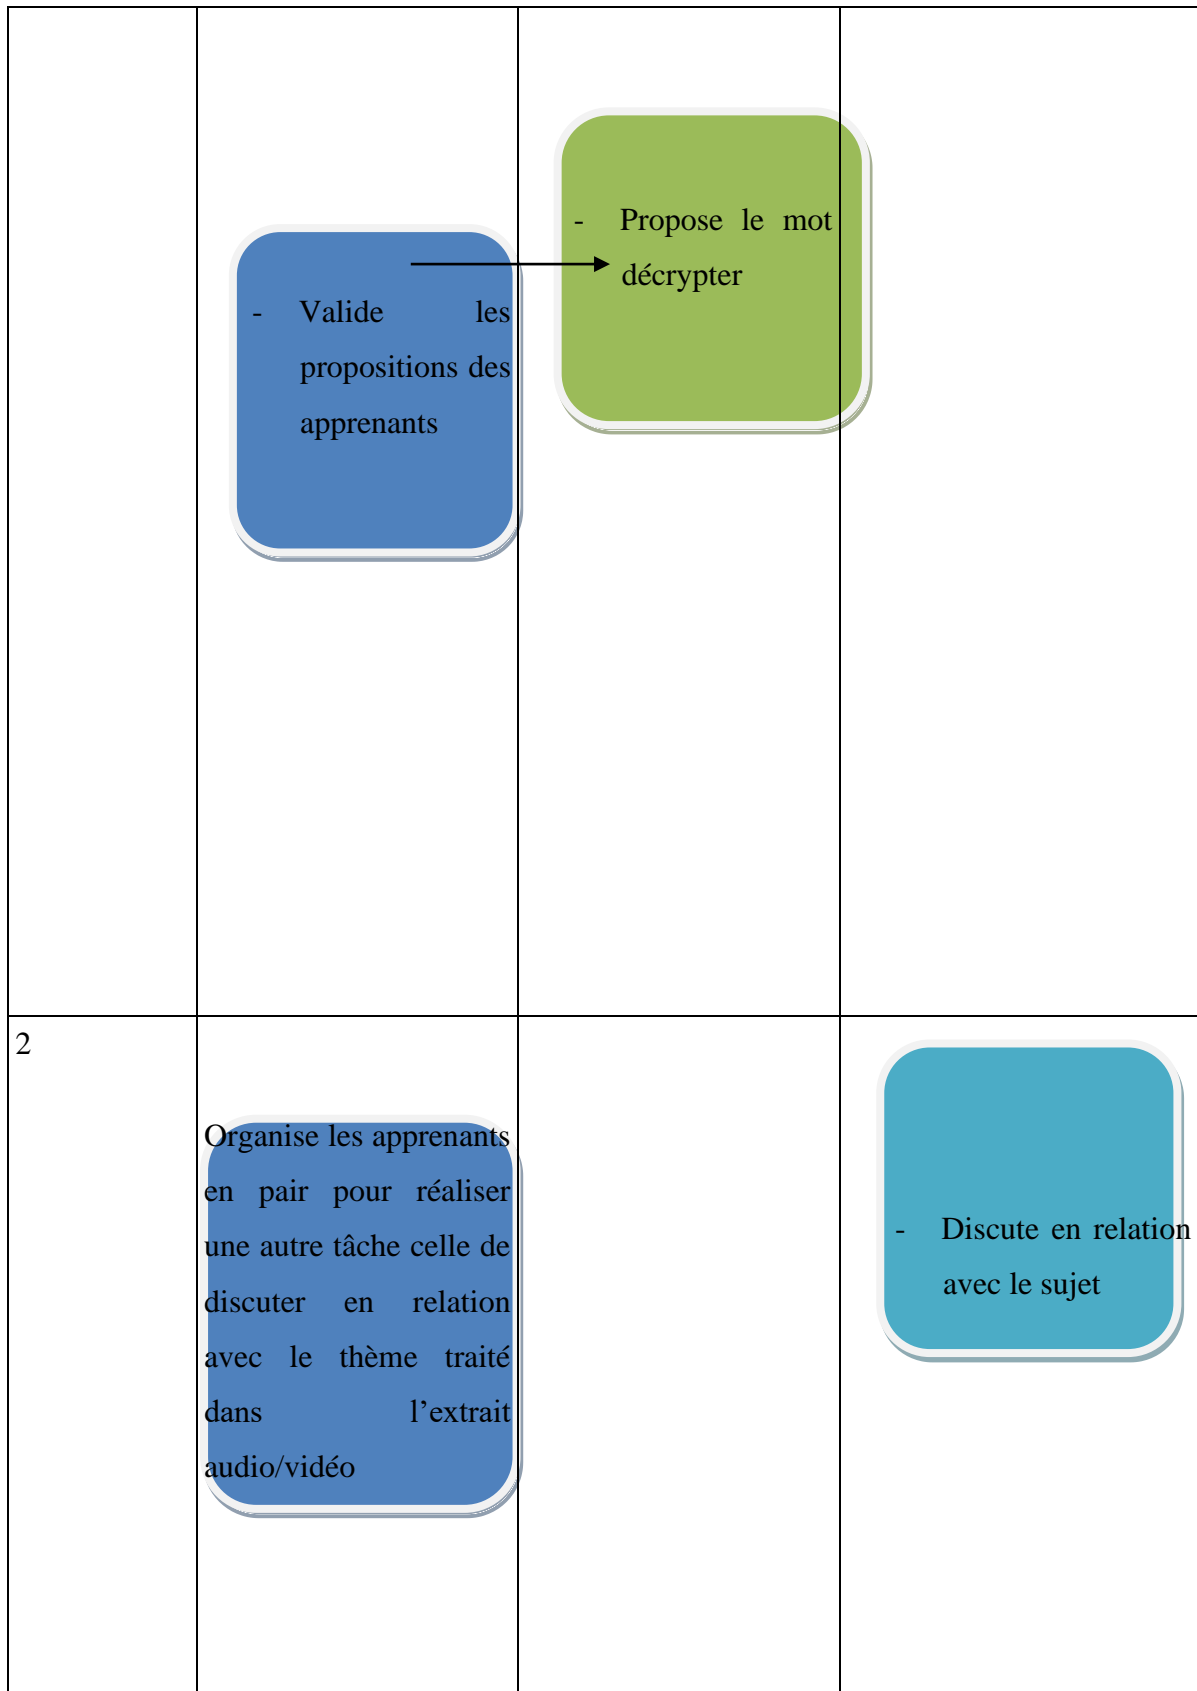 - Valide les
propositions des
apprenants
- Propose le mot
décrypter
2
Organise les apprenants
en pair pour réaliser
une autre tâche celle de
discuter en relation
avec le thème traité
dans l’extrait
audio/vidéo
- Discute en relation
avec le sujet